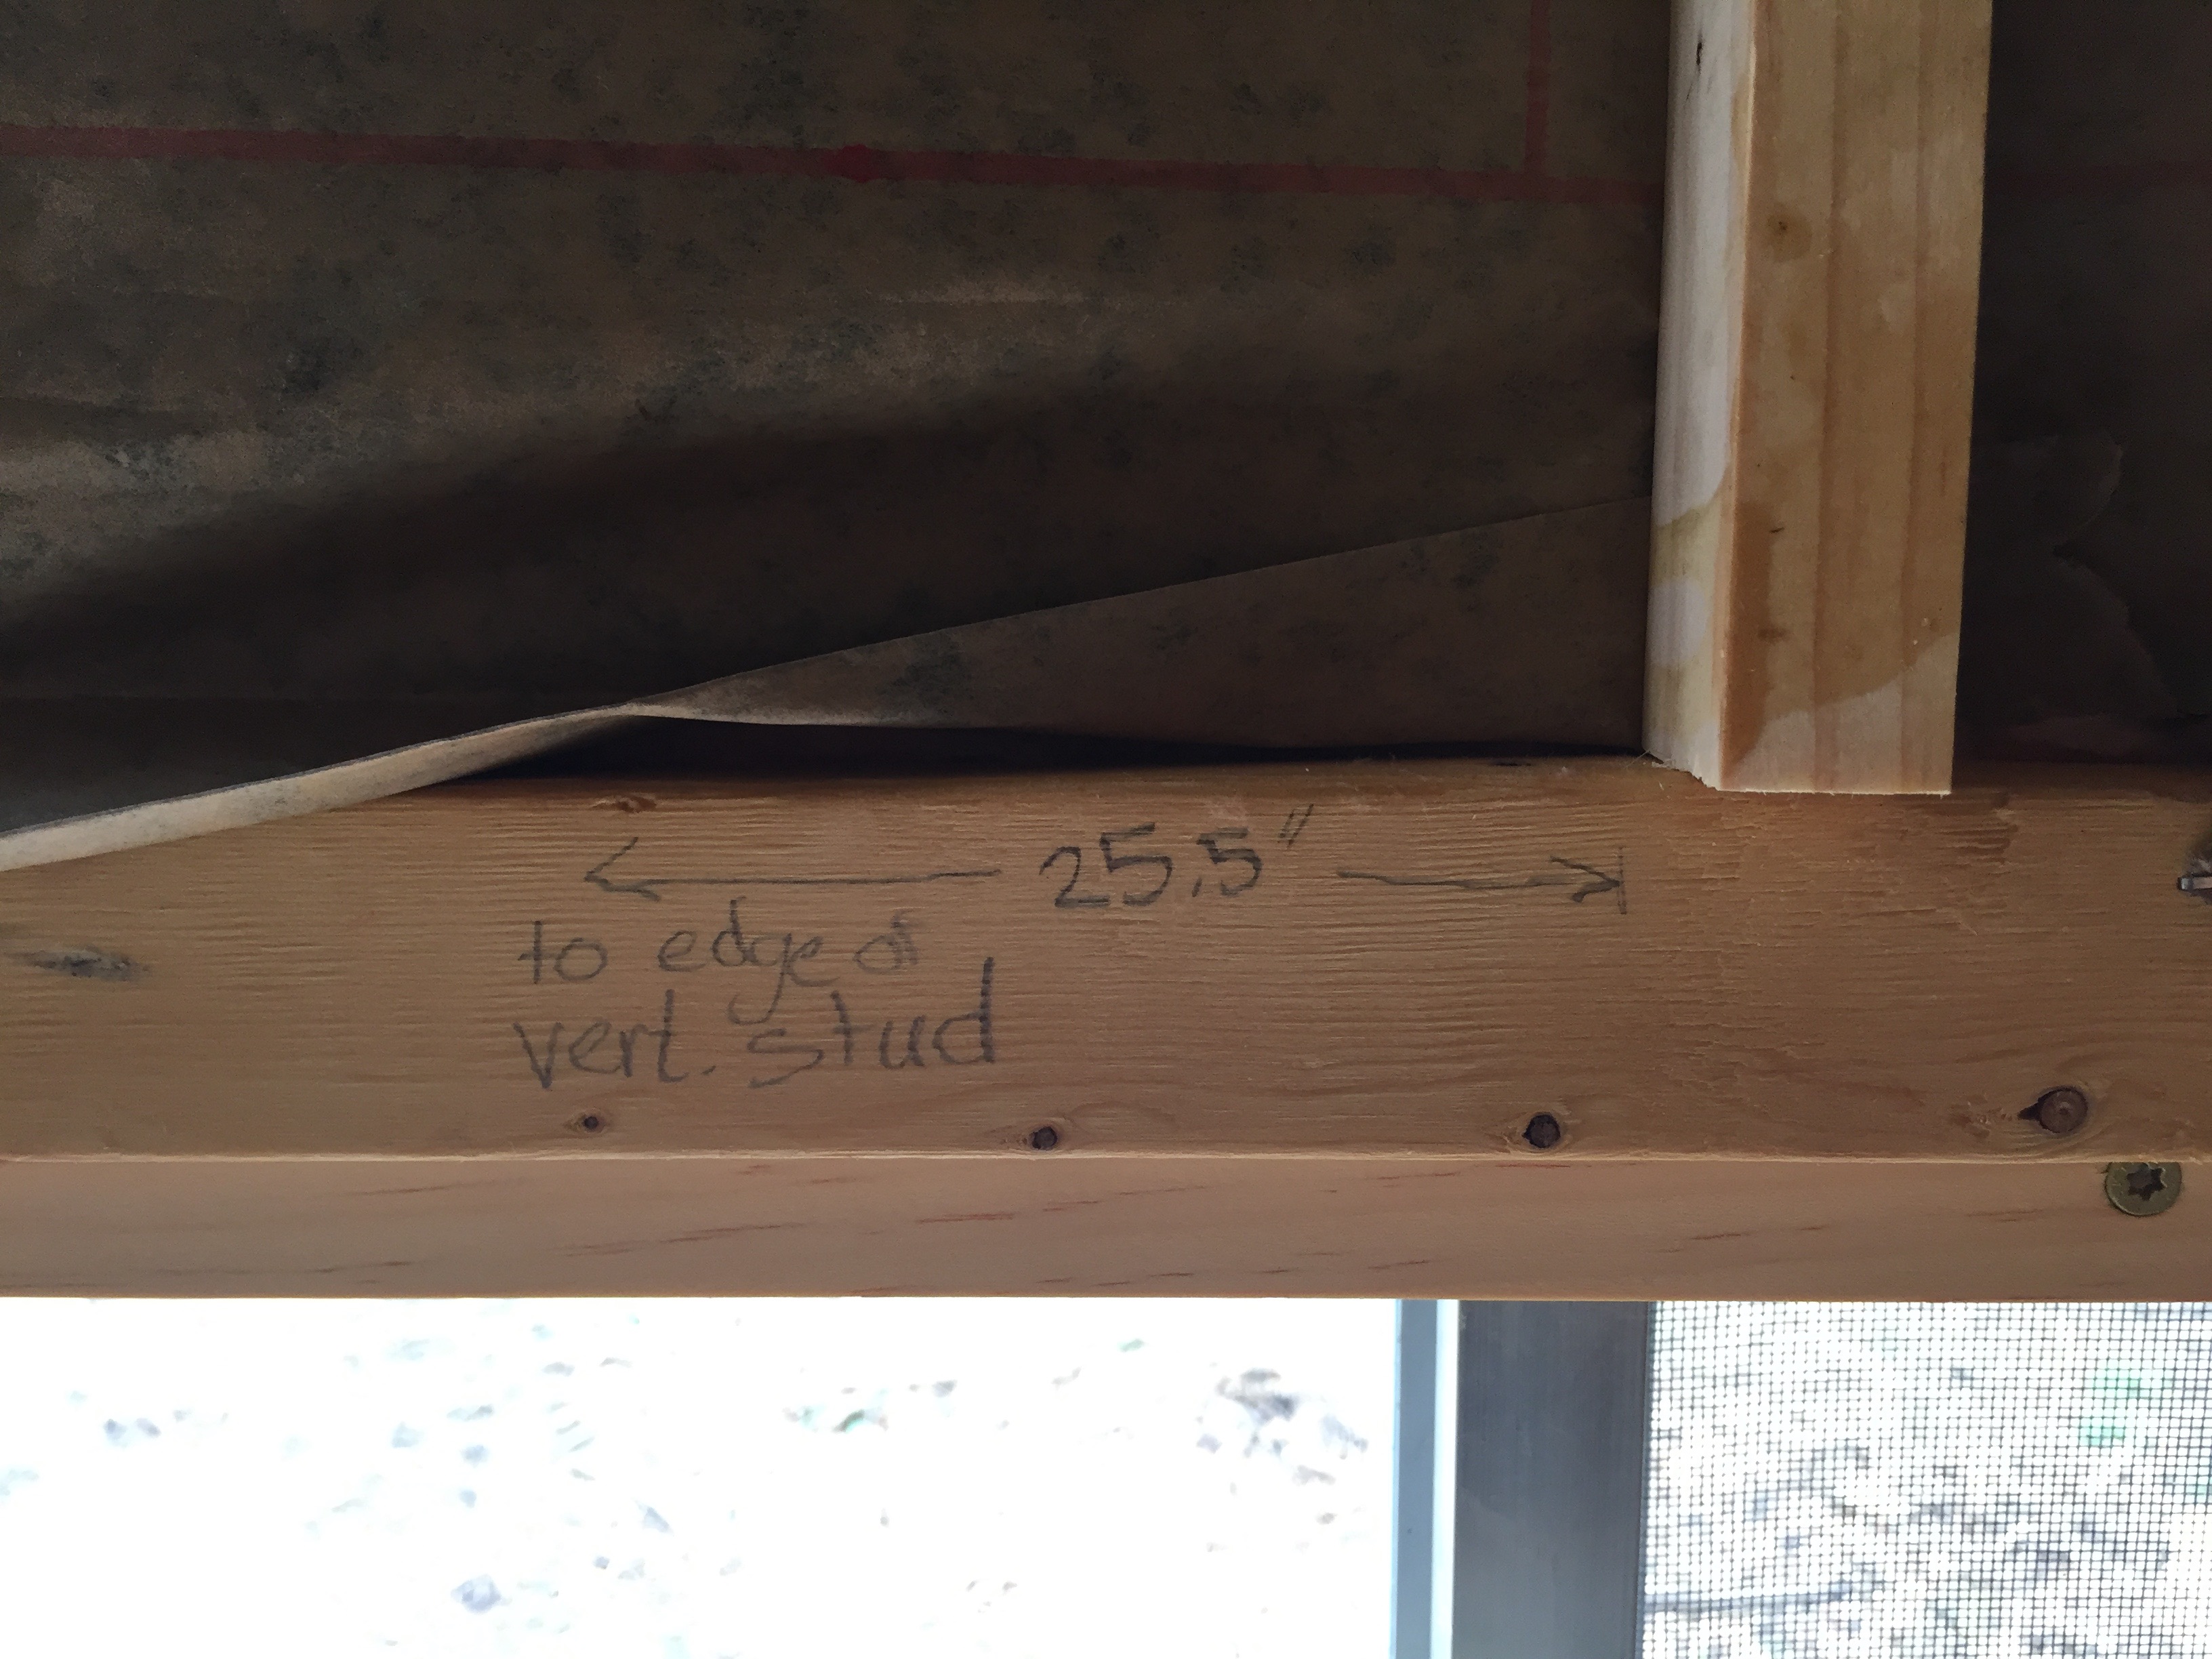 25.5"
to edge of
vert. stud